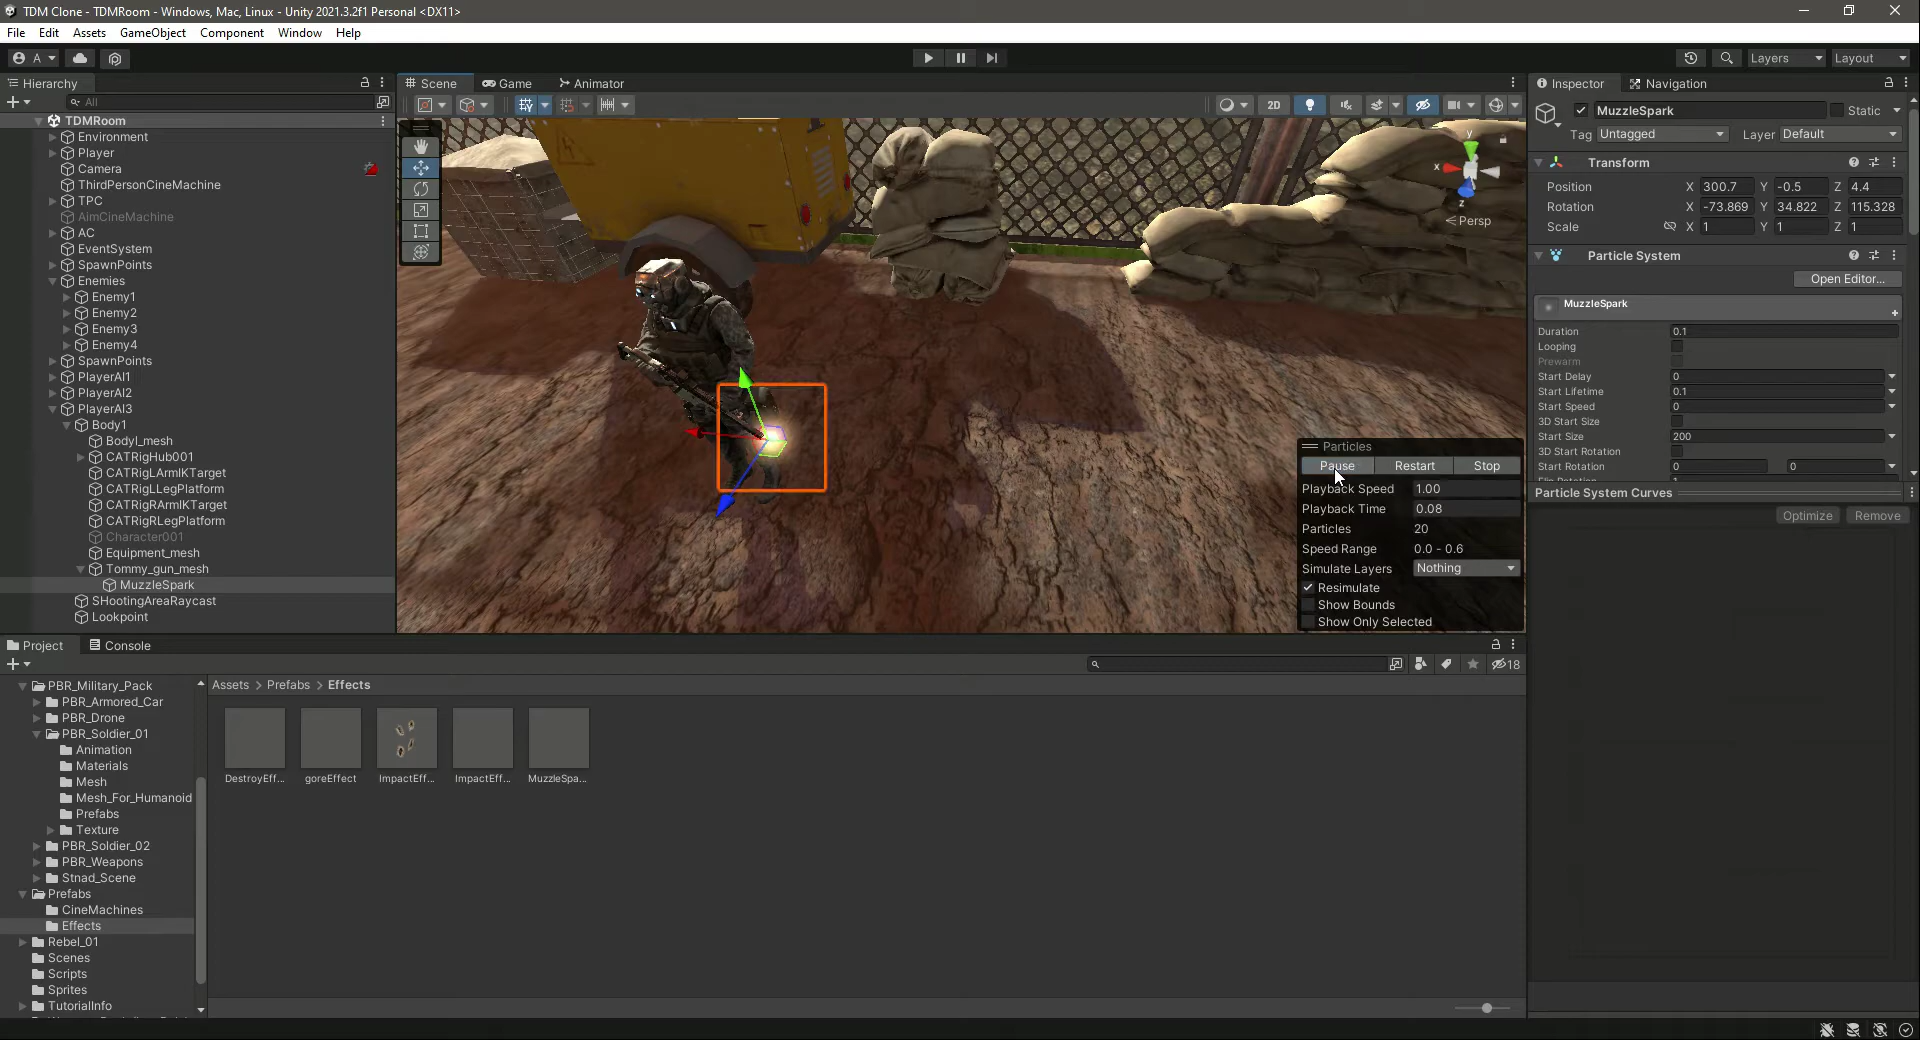 TDM Clone - TDMRoom - Windows, Mac, Linux - Unity 2021.3.2f1 Personal <DX11>
File Edit Assets GameObject Component Window Help
A
Layers
Layout
Hierarchy
All
TDMRoom
Environment
Player
Camera
ThirdPersonCineMachine
TPC
AimCineMachine
AC
EventSystem
SpawnPoints
Enemies
Enemy1
Enemy2
Enemy3
Enemy4
SpawnPoints
PlayerAI1
PlayerAI2
PlayerAI3
Body1
Bodyl_mesh
CATRigHub001
CATRigLArmIKTarget
CATRigLLegPlatform
CATRigRArmIKTarget
CATRigRLegPlatform
Character001
Equipment_mesh
Tommy_gun_mesh
MuzzleSpark
SHootingAreaRaycast
Lookpoint
Scene Game Animator
2D
y
x
z
Persp
Particles
Pause Restart Stop
Playback Speed 1.00
Playback Time 0.08
Particles 20
Speed Range 0.0 - 0.6
Simulate Layers Nothing
Resimulate
Show Bounds
Show Only Selected
Inspector Navigation
MuzzleSpark Static
Tag Untagged Layer Default
Transform
Position X 300.7 Y -0.5 Z 4.4
Rotation X -73.869 Y 34.822 Z 115.328
Scale X 1 Y 1 Z 1
Particle System
Open Editor...
MuzzleSpark
Duration 0.1
Looping
Prewarm
Start Delay 0
Start Lifetime 0.1
Start Speed 0
3D Start Size
Start Size 200
3D Start Rotation
Start Rotation 0 0
Particle System Curves
Optimize Remove
Project Console
18
PBR_Military_Pack
PBR_Armored_Car
PBR_Drone
PBR_Soldier_01
Animation
Materials
Mesh
Mesh_For_Humanoid
Prefabs
Texture
PBR_Soldier_02
PBR_Weapons
Stnad_Scene
Prefabs
CineMachines
Effects
Rebel_01
Scenes
Scripts
Sprites
TutorialInfo
Assets > Prefabs > Effects
DestroyEff... goreEffect ImpactEff... ImpactEff... MuzzleSpa...